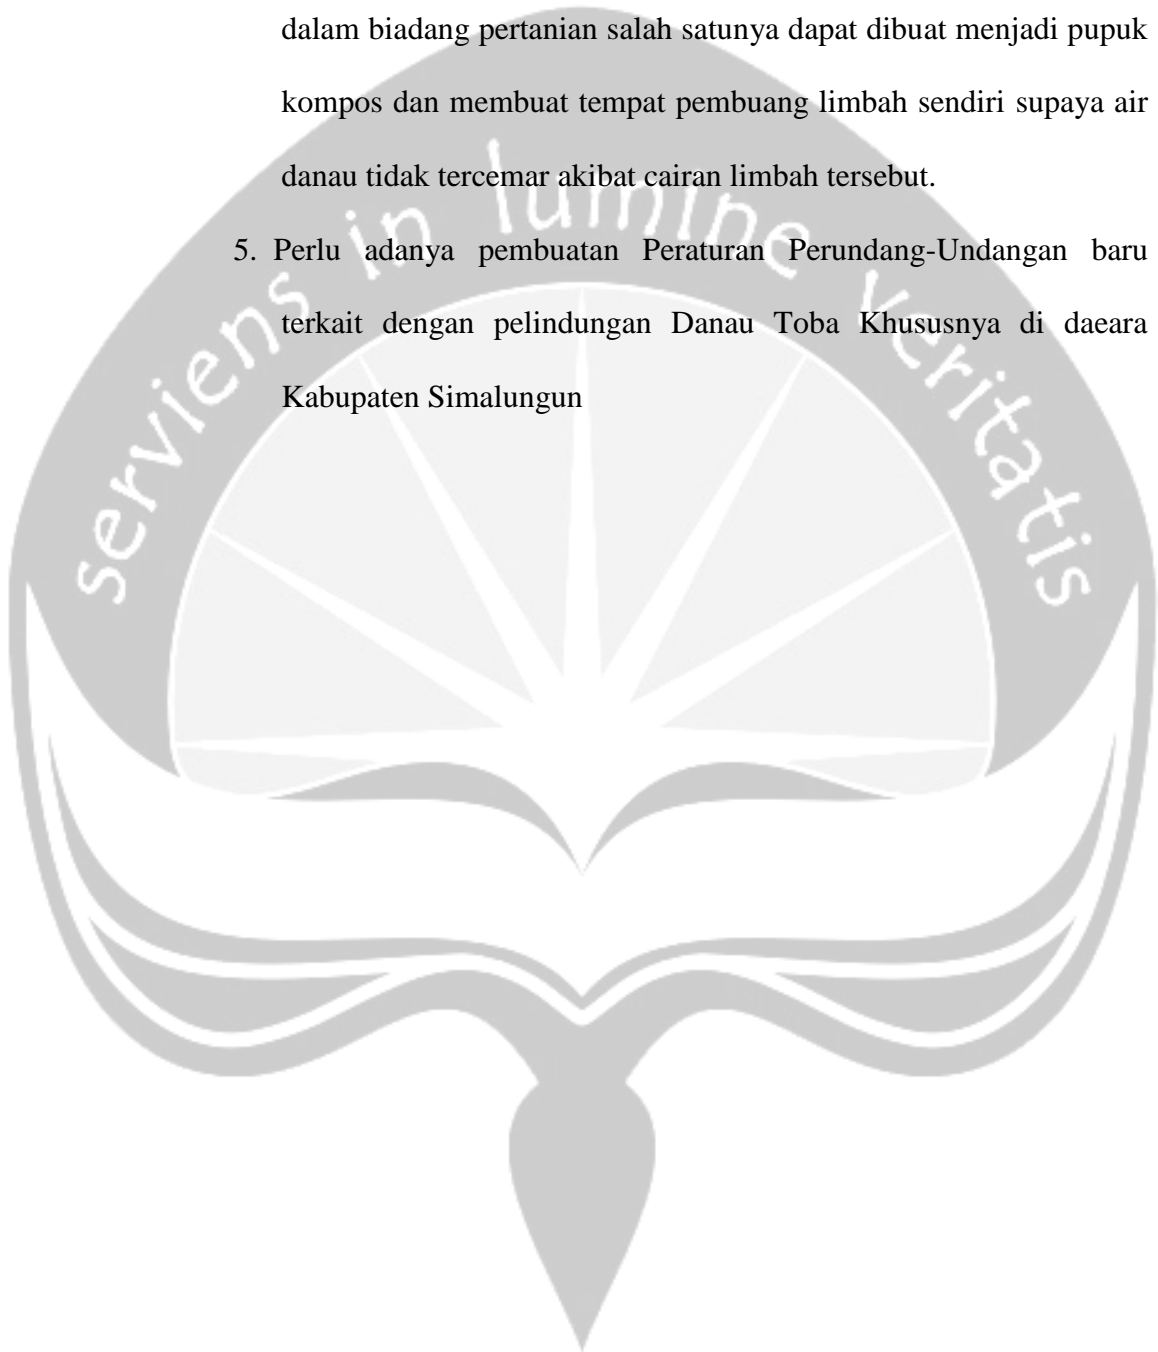 dalam biadang pertanian salah satunya dapat dibuat menjadi pupuk
kompos dan membuat tempat pembuang limbah sendiri supaya air
danau tidak tercemar akibat cairan limbah tersebut.
5. Perlu adanya pembuatan Peraturan Perundang-Undangan baru
terkait dengan pelindungan Danau Toba Khususnya di daeara
Kabupaten Simalungun
serviens in lumine veritatis